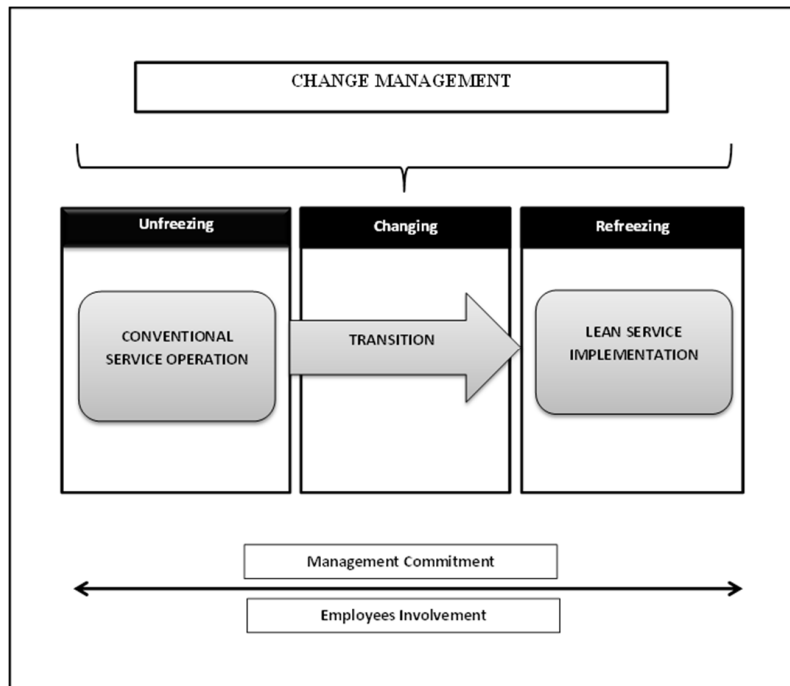 CHANGE MANAGEMENT
Unfreezing
Changing
Refreezing
CONVENTIONAL
SERVICE OPERATION
TRANSITION
LEAN SERVICE
IMPLEMENTATION
Management Commitment
Employees Involvement